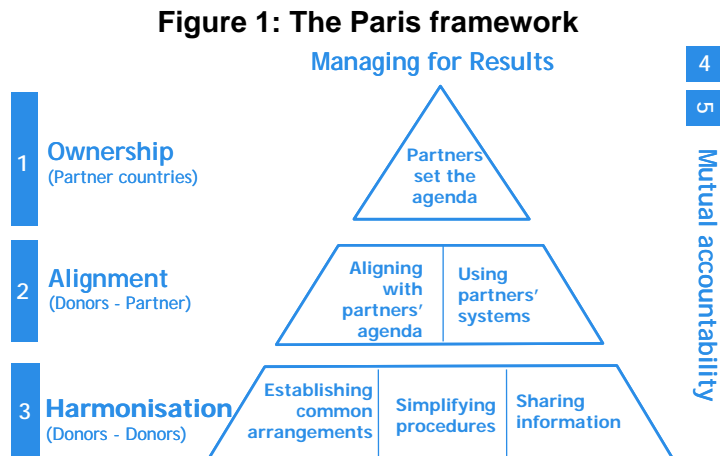 Figure 1: The Paris framework
Managing for Results
4
5
Mutual accountability
1
Ownership
(Partner countries)
Partners
set the
agenda
2
Alignment
(Donors - Partner)
Aligning
with
partners’
agenda
Using
partners’
systems
3
Harmonisation
(Donors - Donors)
Establishing
common
arrangements
Simplifying
procedures
Sharing
information